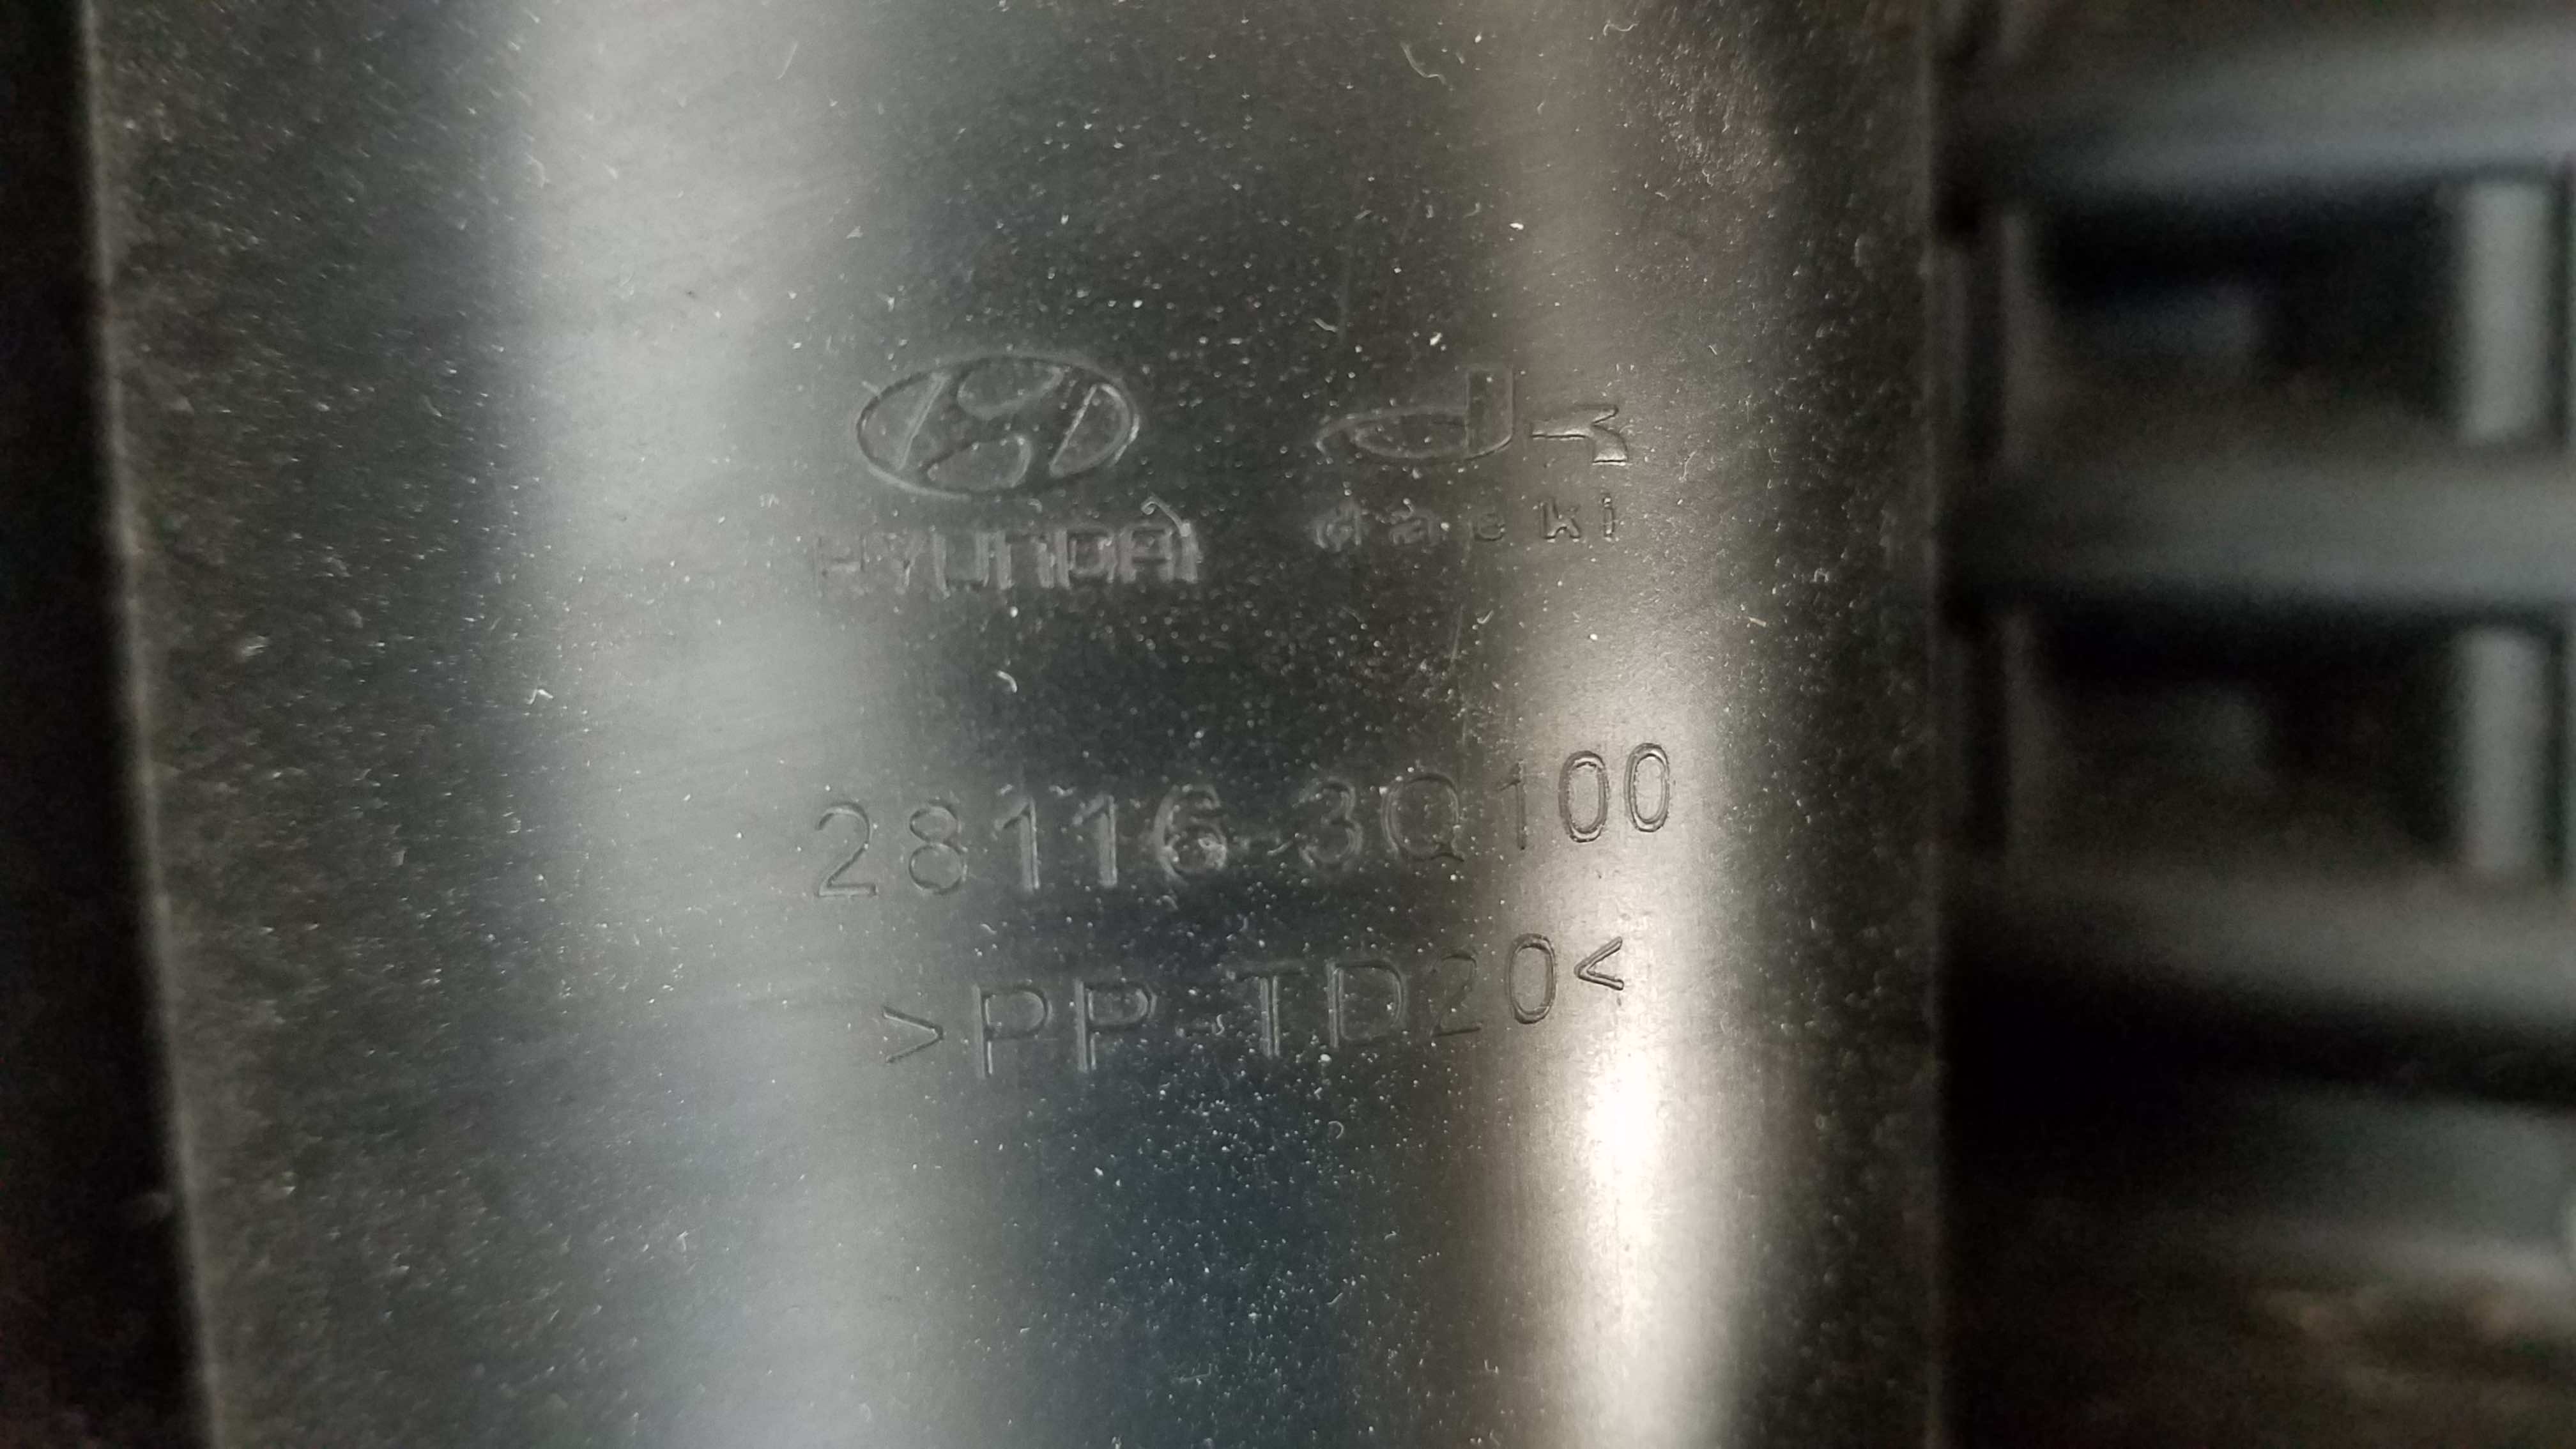 HYUNDAI
daeki
28116-3Q100
>PP-TD20<